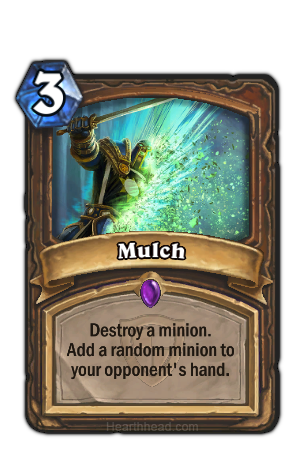 3
Mulch
Destroy a minion.
Add a random minion to
your opponent's hand.
Hearthhead.com